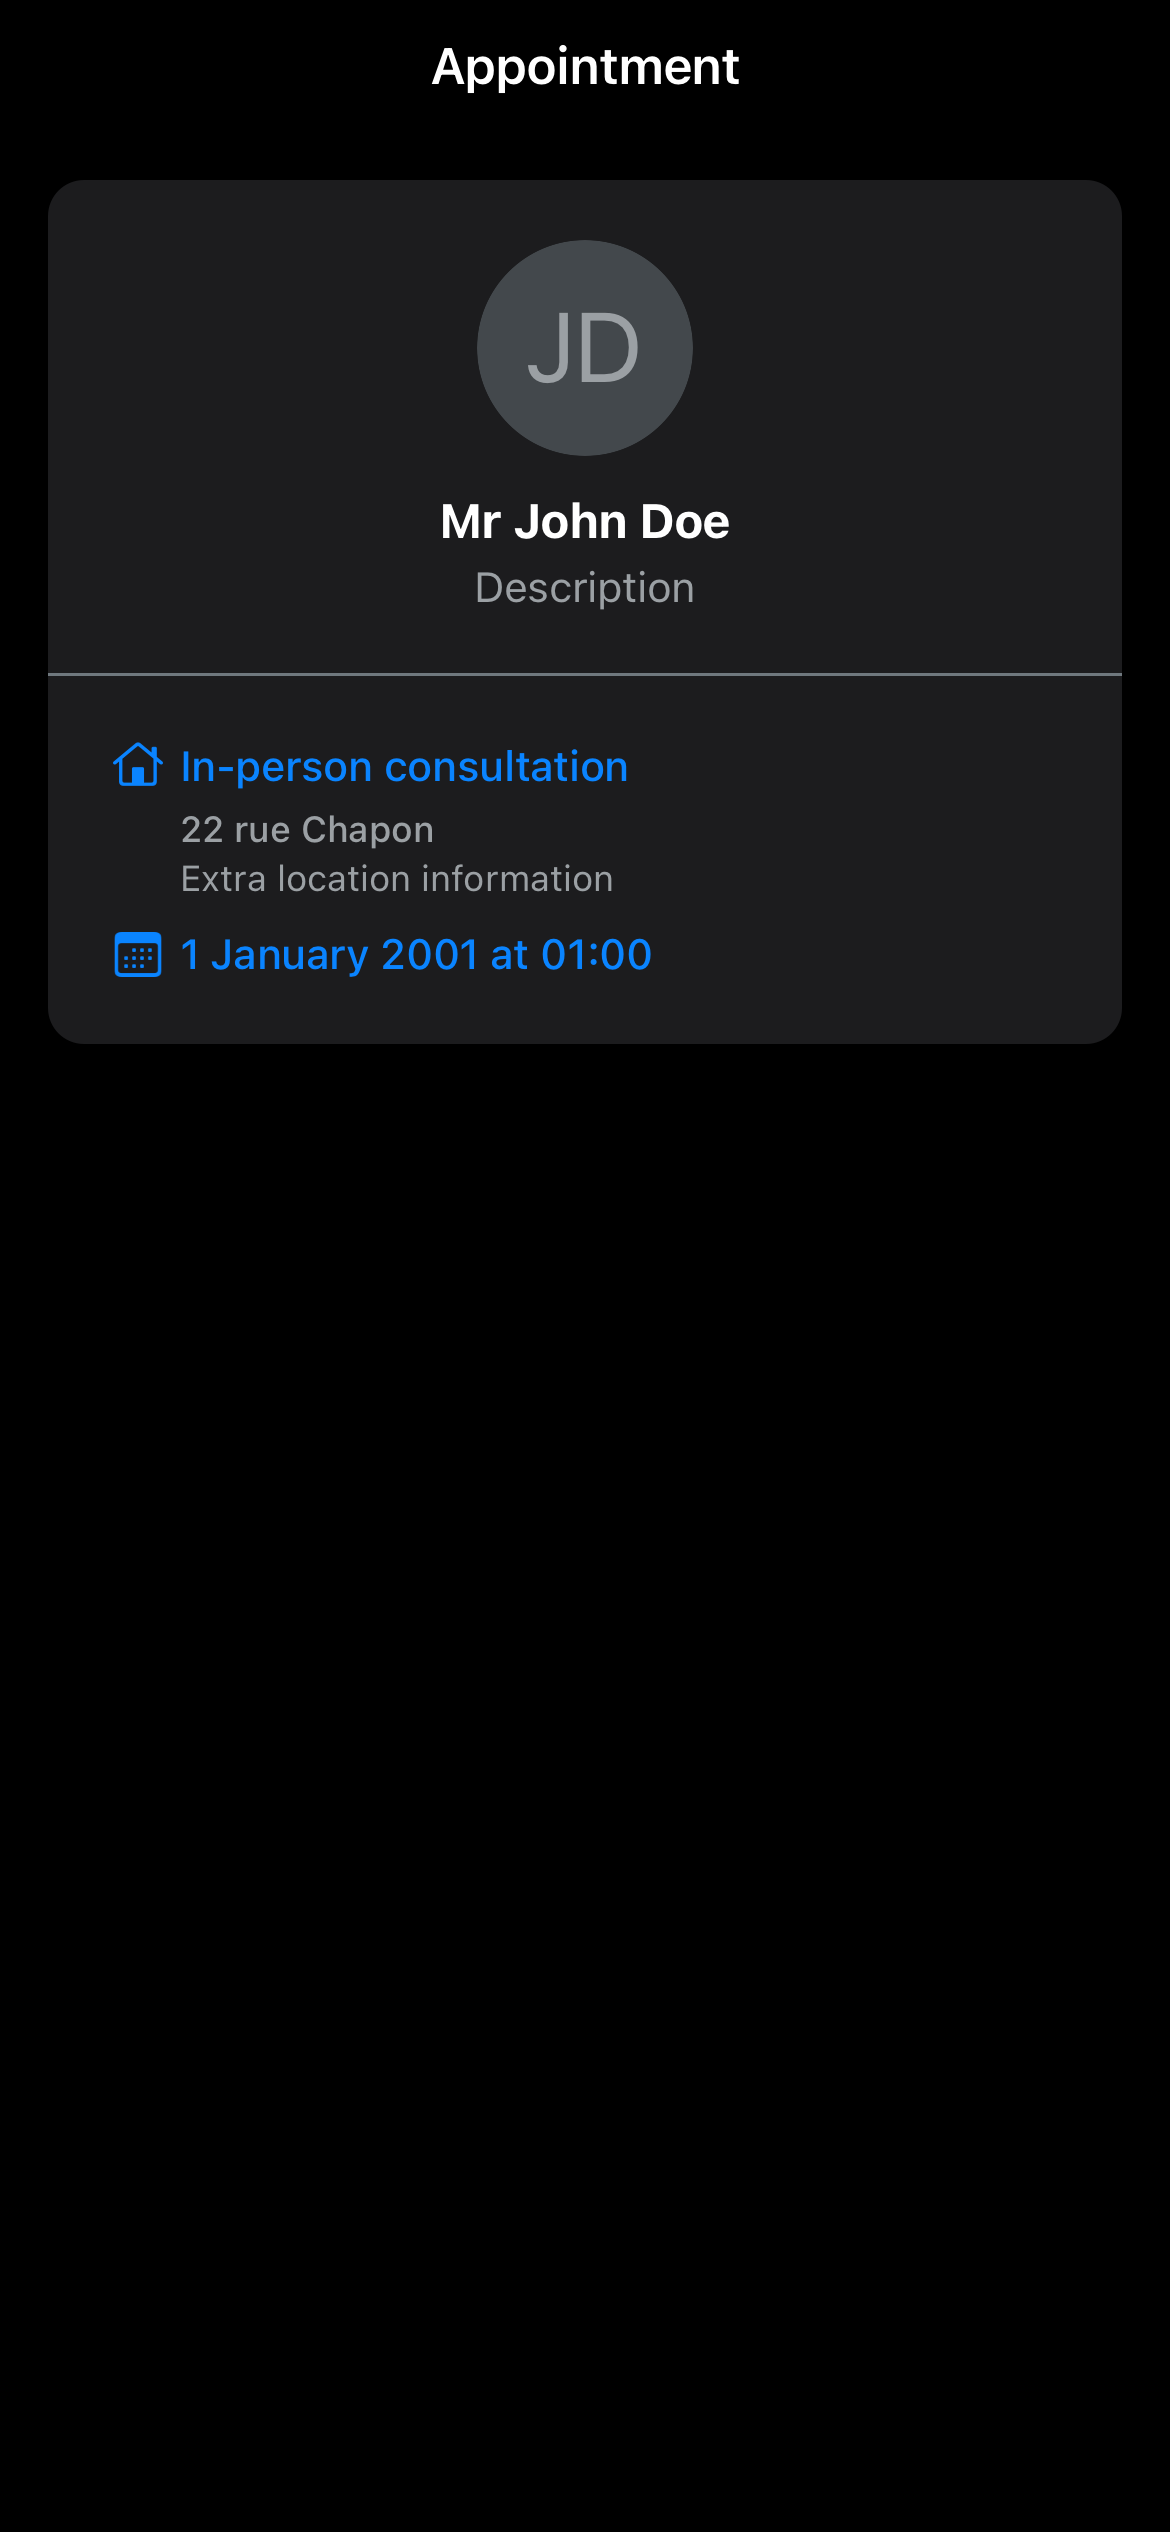 Appointment
JD
Mr John Doe
Description
In-person consultation
22 rue Chapon
Extra location information
1 January 2001 at 01:00